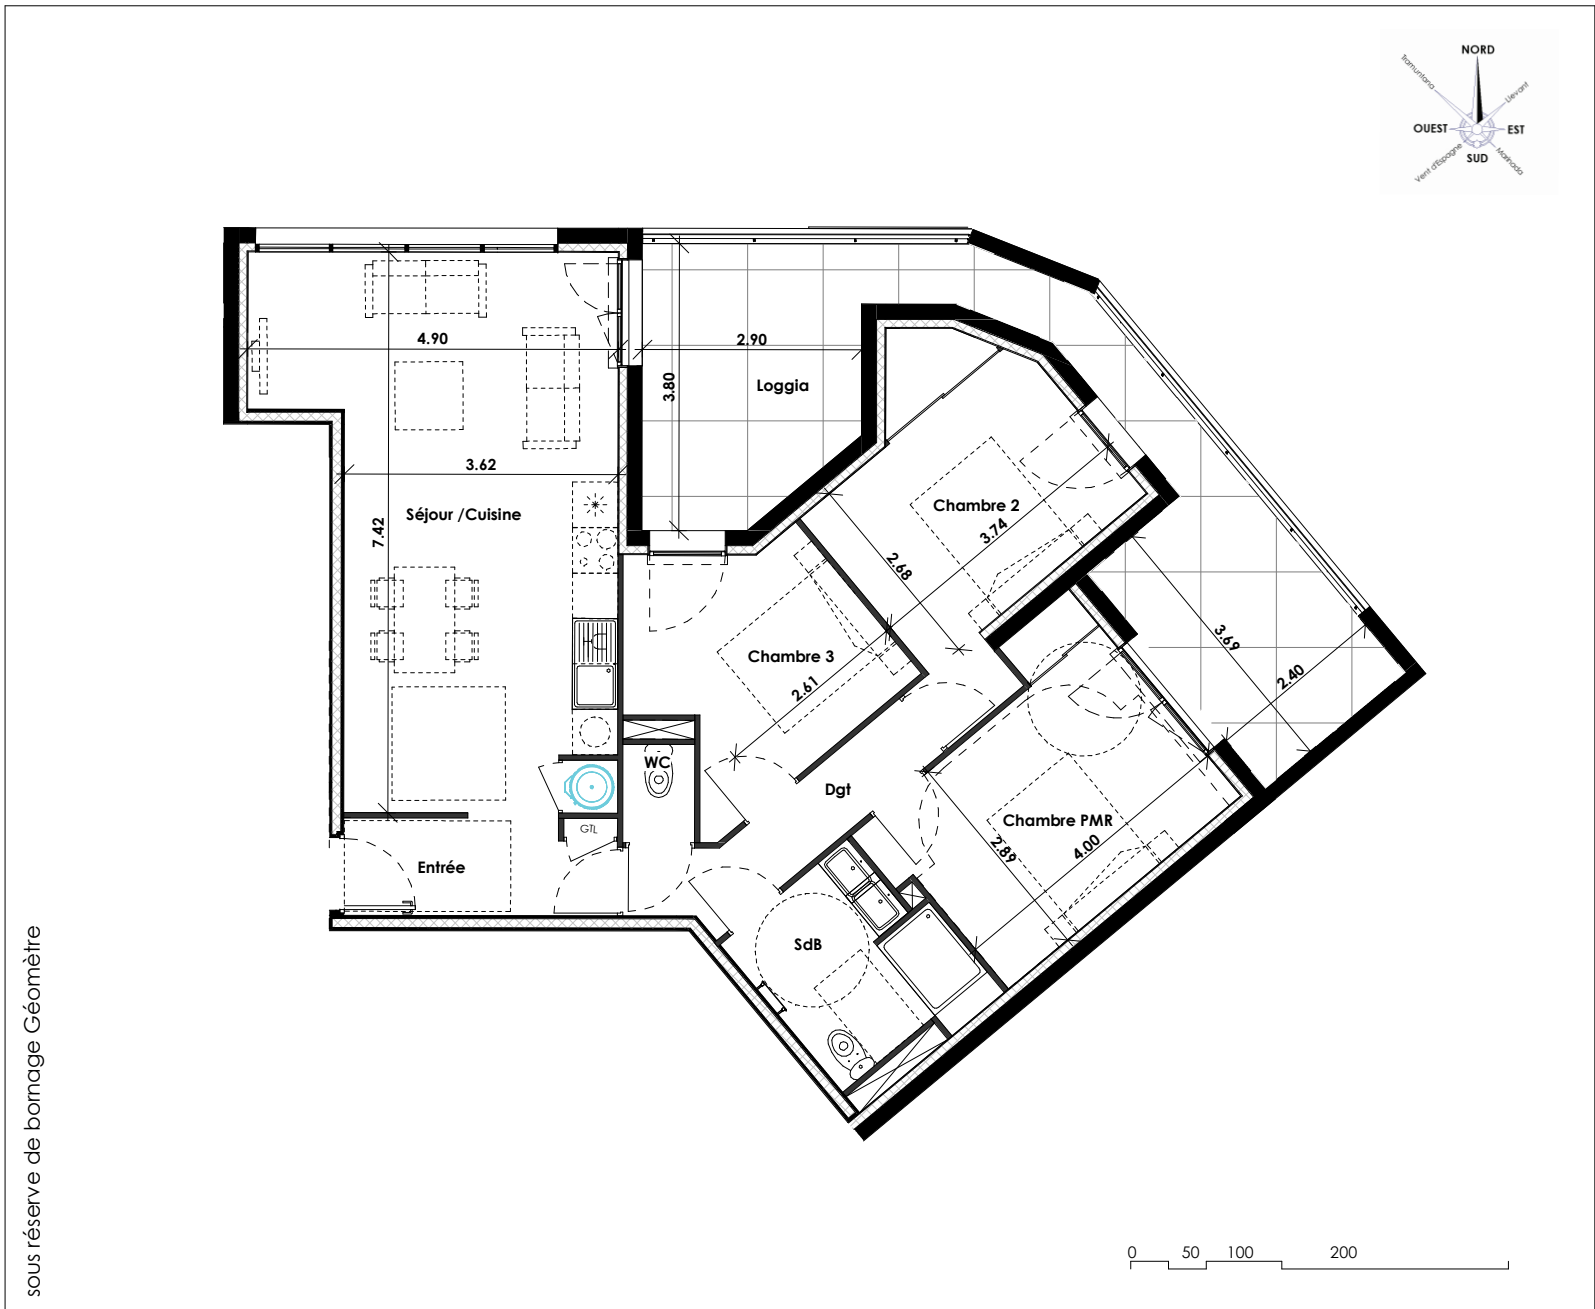 NORD
Tramuntana
Llevant
OUEST
EST
SUD
Vent d'Espagne
Marinada
4.90
2.90
3.80
Loggia
3.62
Séjour /Cuisine
7.42
Chambre 2
3.74
2.68
Chambre 3
2.61
3.69
2.40
WC
Dgt
GTL
Chambre PMR
2.89
4.00
Entrée
SdB
sous réserve de bornage Géomètre
0 50 100 200